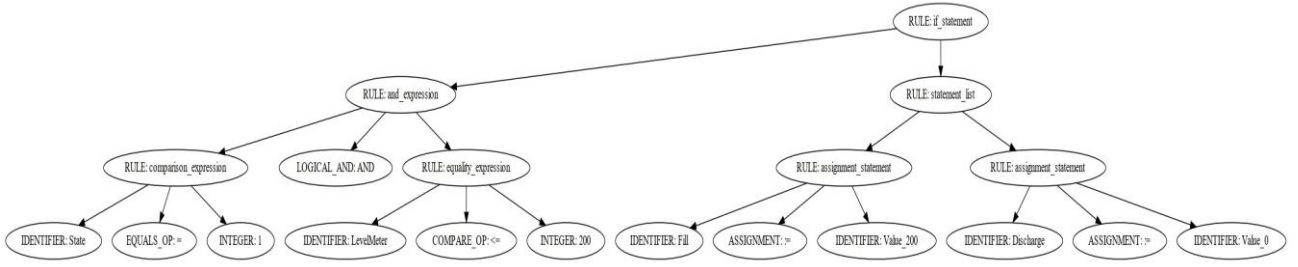 RULE: if_statement
RULE: and_expression
RULE: statement_list
RULE: comparison_expression
LOGICAL_AND: AND
RULE: equality_expression
RULE: assignment_statement
RULE: assignment_statement
IDENTIFIER: State
EQUALS_OP: =
INTEGER: 1
IDENTIFIER: LevelMeter
COMPARE_OP: <=
INTEGER: 200
IDENTIFIER: Fill
ASSIGNMENT: :=
IDENTIFIER: Value_200
IDENTIFIER: Discharge
ASSIGNMENT: :=
IDENTIFIER: Value_0